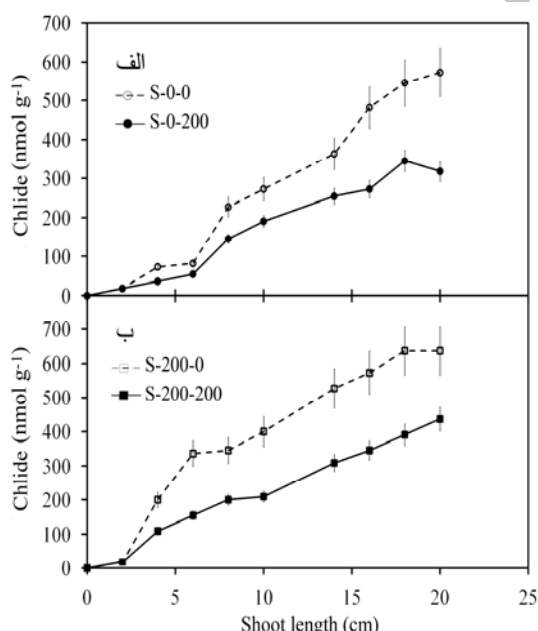 700
600
500
400
300
200
100
0
Chlide (nmol g⁻¹)
الف
S-0-0
S-0-200
700
600
500
400
300
200
100
0
Chlide (nmol g⁻¹)
ب
S-200-0
S-200-200
0 5 10 15 20 25
Shoot length (cm)